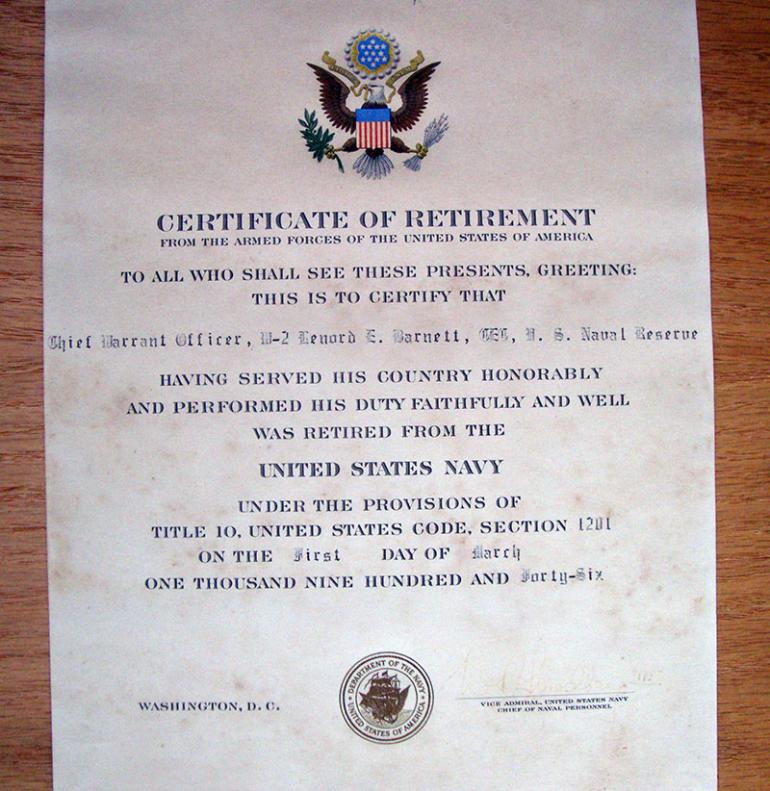 CERTIFICATE OF RETIREMENT
FROM THE ARMED FORCES OF THE UNITED STATES OF AMERICA
TO ALL WHO SHALL SEE THESE PRESENTS, GREETING:
THIS IS TO CERTIFY THAT
Chief Warrant Officer, W-2 Lenord E. Barnett, CEC, U. S. Naval Reserve
HAVING SERVED HIS COUNTRY HONORABLY
AND PERFORMED HIS DUTY FAITHFULLY AND WELL
WAS RETIRED FROM THE
UNITED STATES NAVY
UNDER THE PROVISIONS OF
TITLE 10, UNITED STATES CODE, SECTION 1201
ON THE First DAY OF March
ONE THOUSAND NINE HUNDRED AND Forty-Six
DEPARTMENT OF THE NAVY
UNITED STATES OF AMERICA
WASHINGTON, D. C.
VICE ADMIRAL, UNITED STATES NAVY
CHIEF OF NAVAL PERSONNEL